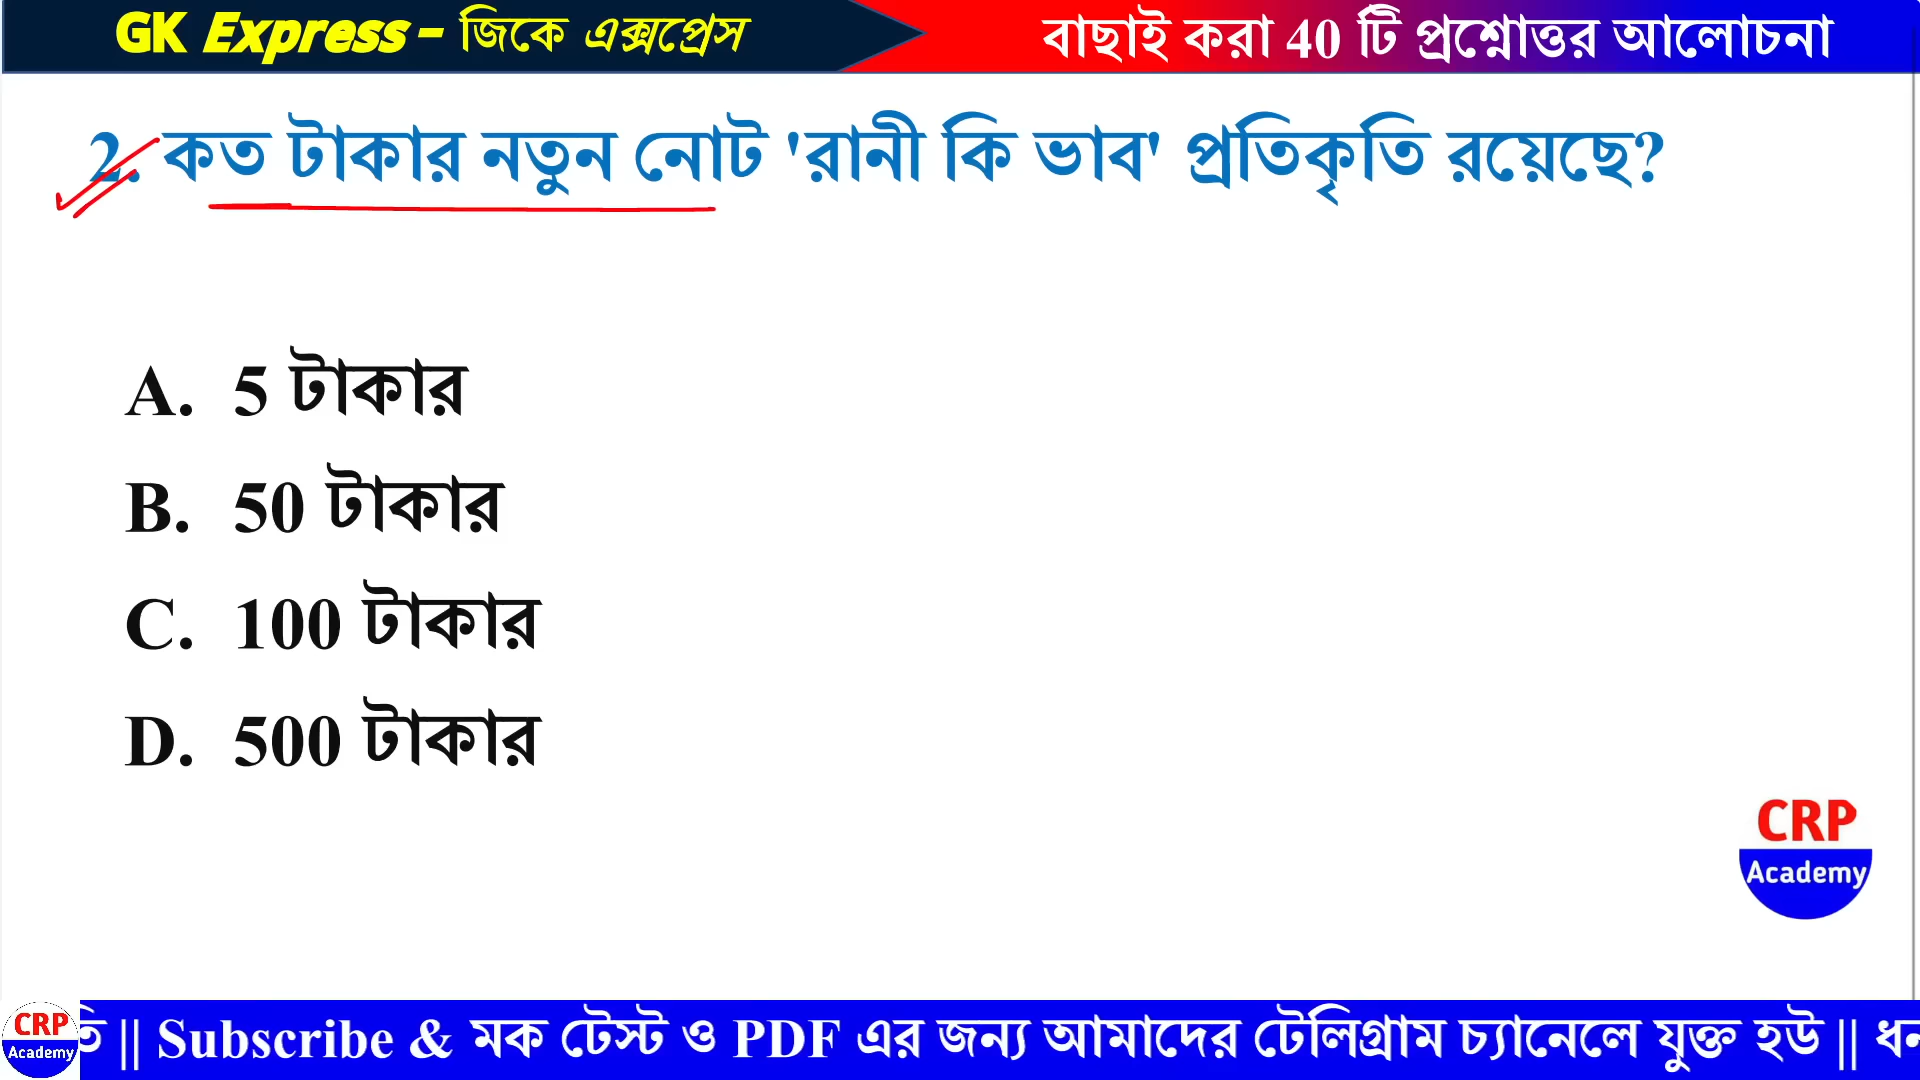 GK Express – জিকে এক্সপ্রেস
বাছাই করা 40 টি প্রশ্নোত্তর আলোচনা
2. কত টাকার নতুন নোট 'রানী কি ভাব' প্রতিকৃতি রয়েছে?
A. 5 টাকার
B. 50 টাকার
C. 100 টাকার
D. 500 টাকার
CRP
Academy
CRP
Academy
|| Subscribe & মক টেস্ট ও PDF এর জন্য আমাদের টেলিগ্রাম চ্যানেলে যুক্ত হউ ||